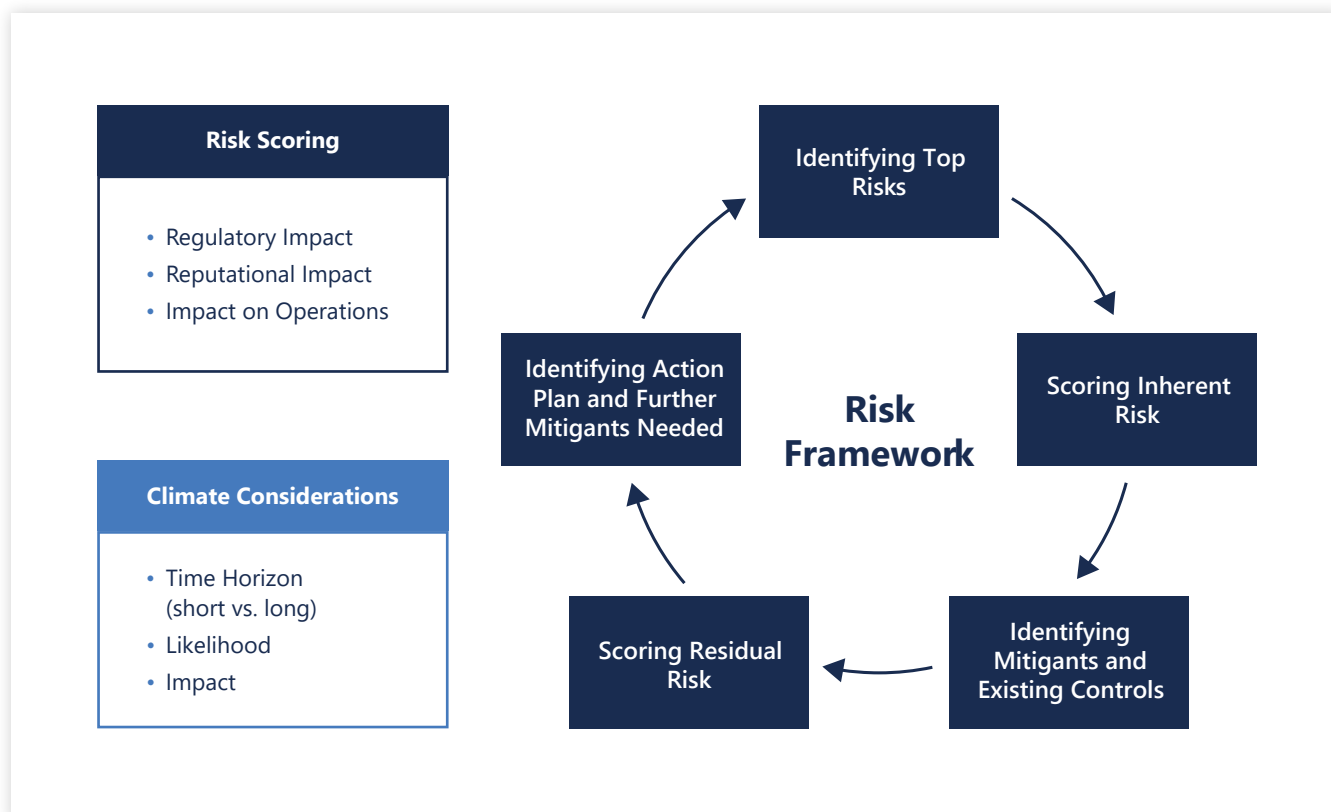 Risk Scoring
• Regulatory Impact
• Reputational Impact
• Impact on Operations
Climate Considerations
• Time Horizon
(short vs. long)
• Likelihood
• Impact
Identifying Top
Risks
Scoring Inherent
Risk
Identifying
Mitigants and
Existing Controls
Scoring Residual
Risk
Identifying Action
Plan and Further
Mitigants Needed
Risk
Framework